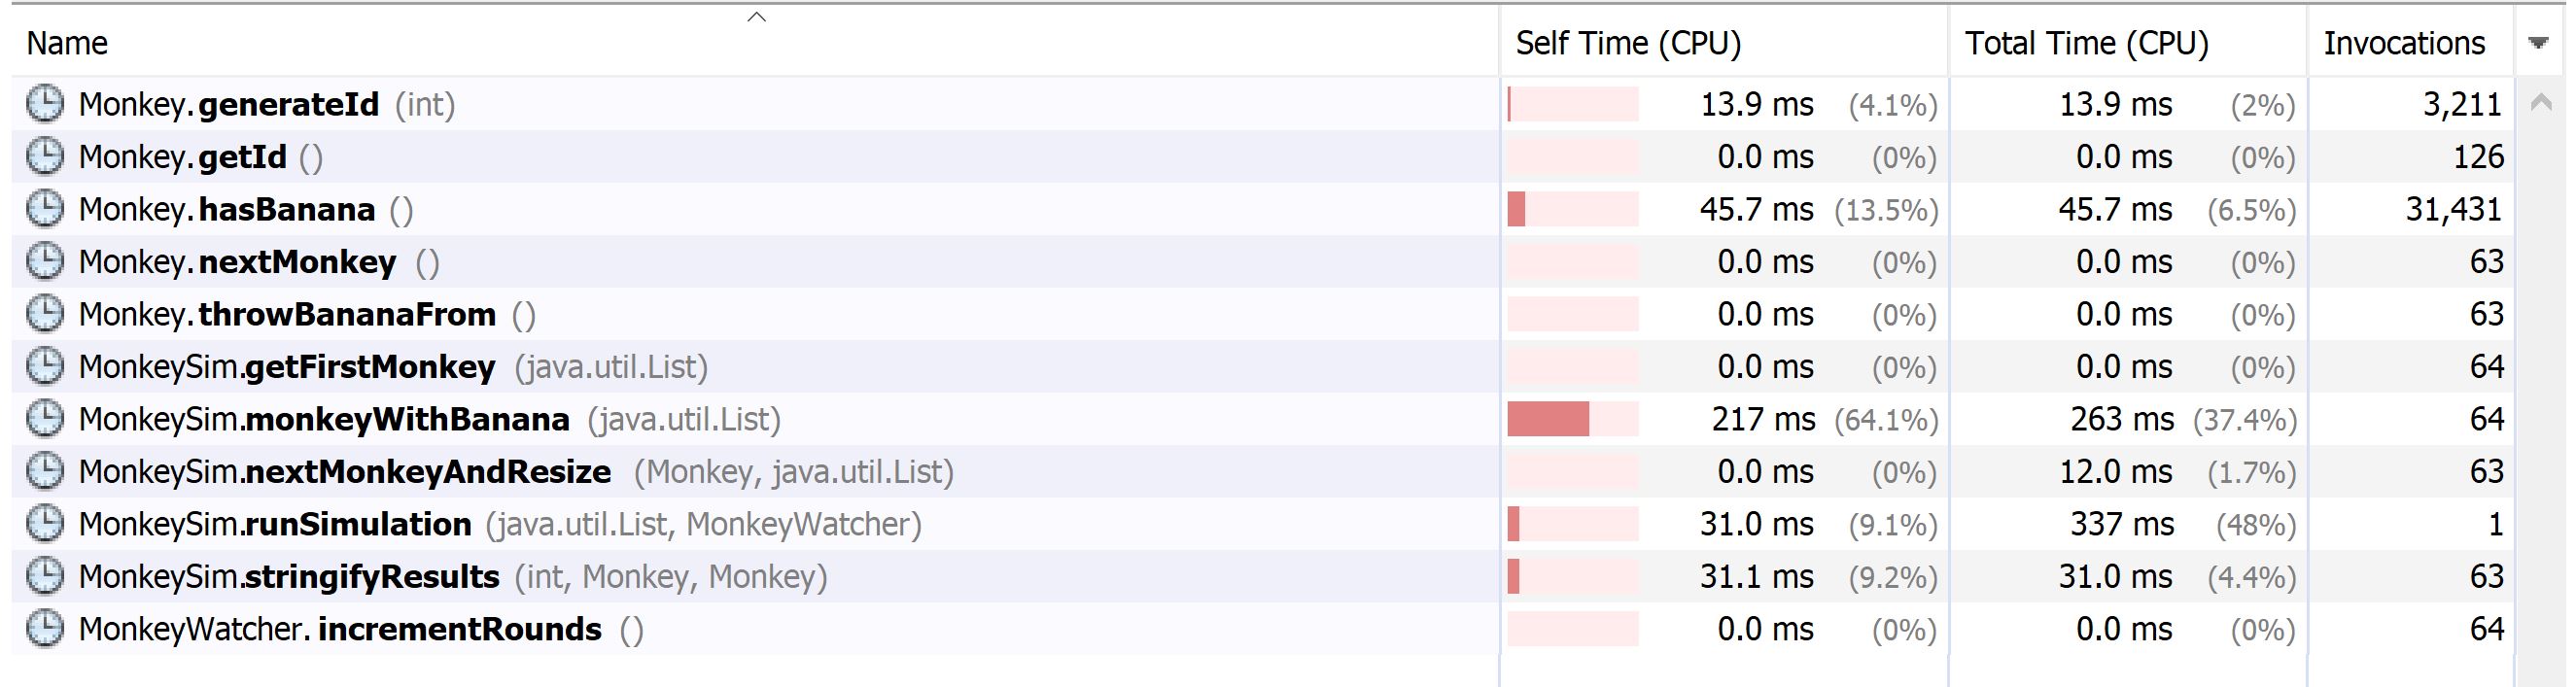 Name Self Time (CPU) Total Time (CPU) Invocations
Monkey.generateId (int) 13.9 ms (4.1%) 13.9 ms (2%) 3,211
Monkey.getId () 0.0 ms (0%) 0.0 ms (0%) 126
Monkey.hasBanana () 45.7 ms (13.5%) 45.7 ms (6.5%) 31,431
Monkey.nextMonkey () 0.0 ms (0%) 0.0 ms (0%) 63
Monkey.throwBananaFrom () 0.0 ms (0%) 0.0 ms (0%) 63
MonkeySim.getFirstMonkey (java.util.List) 0.0 ms (0%) 0.0 ms (0%) 64
MonkeySim.monkeyWithBanana (java.util.List) 217 ms (64.1%) 263 ms (37.4%) 64
MonkeySim.nextMonkeyAndResize (Monkey, java.util.List) 0.0 ms (0%) 12.0 ms (1.7%) 63
MonkeySim.runSimulation (java.util.List, MonkeyWatcher) 31.0 ms (9.1%) 337 ms (48%) 1
MonkeySim.stringifyResults (int, Monkey, Monkey) 31.1 ms (9.2%) 31.0 ms (4.4%) 63
MonkeyWatcher.incrementRounds () 0.0 ms (0%) 0.0 ms (0%) 64